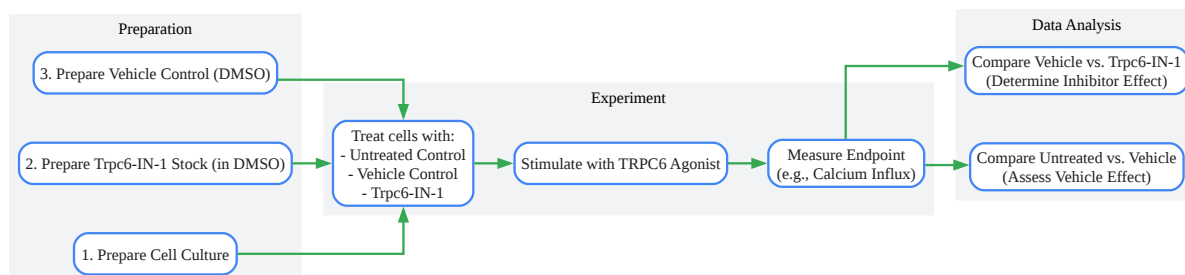 Preparation
3. Prepare Vehicle Control (DMSO)
2. Prepare Trpc6-IN-1 Stock (in DMSO)
1. Prepare Cell Culture
Experiment
Treat cells with:
- Untreated Control
- Vehicle Control
- Trpc6-IN-1
Stimulate with TRPC6 Agonist
Measure Endpoint
(e.g., Calcium Influx)
Data Analysis
Compare Vehicle vs. Trpc6-IN-1
(Determine Inhibitor Effect)
Compare Untreated vs. Vehicle
(Assess Vehicle Effect)